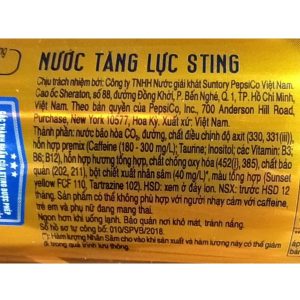 NƯỚC TĂNG LỰC STING
Chịu trách nhiệm bởi: Công ty TNHH Nước giải khát Suntory PepsiCo Việt Nam.
Cao ốc Sheraton, số 88, đường Đồng Khởi, P. Bến Nghé, Q. 1, TP. Hồ Chí Minh,
Việt Nam. Theo bản quyền của PepsiCo, Inc., 700 Anderson Hill Road,
Purchase, New York 10577, Hoa Kỳ. Xuất xứ: Việt Nam.
Thành phần: nước bão hòa CO₂, đường, chất điều chỉnh độ axit (330, 331(iii)),
hỗn hợp premix (Caffeine (180 - 300 mg/L); Taurine; Inositol; các Vitamin: B3;
B6; B12), hỗn hợp hương tổng hợp, chất chống oxy hóa (452(i), 385), chất bảo
quản (202, 211), bột chiết xuất nhân sâm (40 mg/L)*, màu tổng hợp (Sunset
yellow FCF 110, Tartrazine 102). HSD: xem ở đáy lon. NSX: trước HSD 12
tháng. Sản phẩm có thể không phù hợp với người nhạy cảm với caffeine,
trẻ em và phụ nữ đang mang thai.
Ngon hơn khi uống lạnh. Bảo quản nơi khô mát, tránh nắng.
Số hồ sơ tự công bố: 010/SPVB/2018.
(*) Hàm lượng Nhân Sâm cho vào khi sản xuất và hàm lượng này có thể giảm
trong quá trình lưu thông.